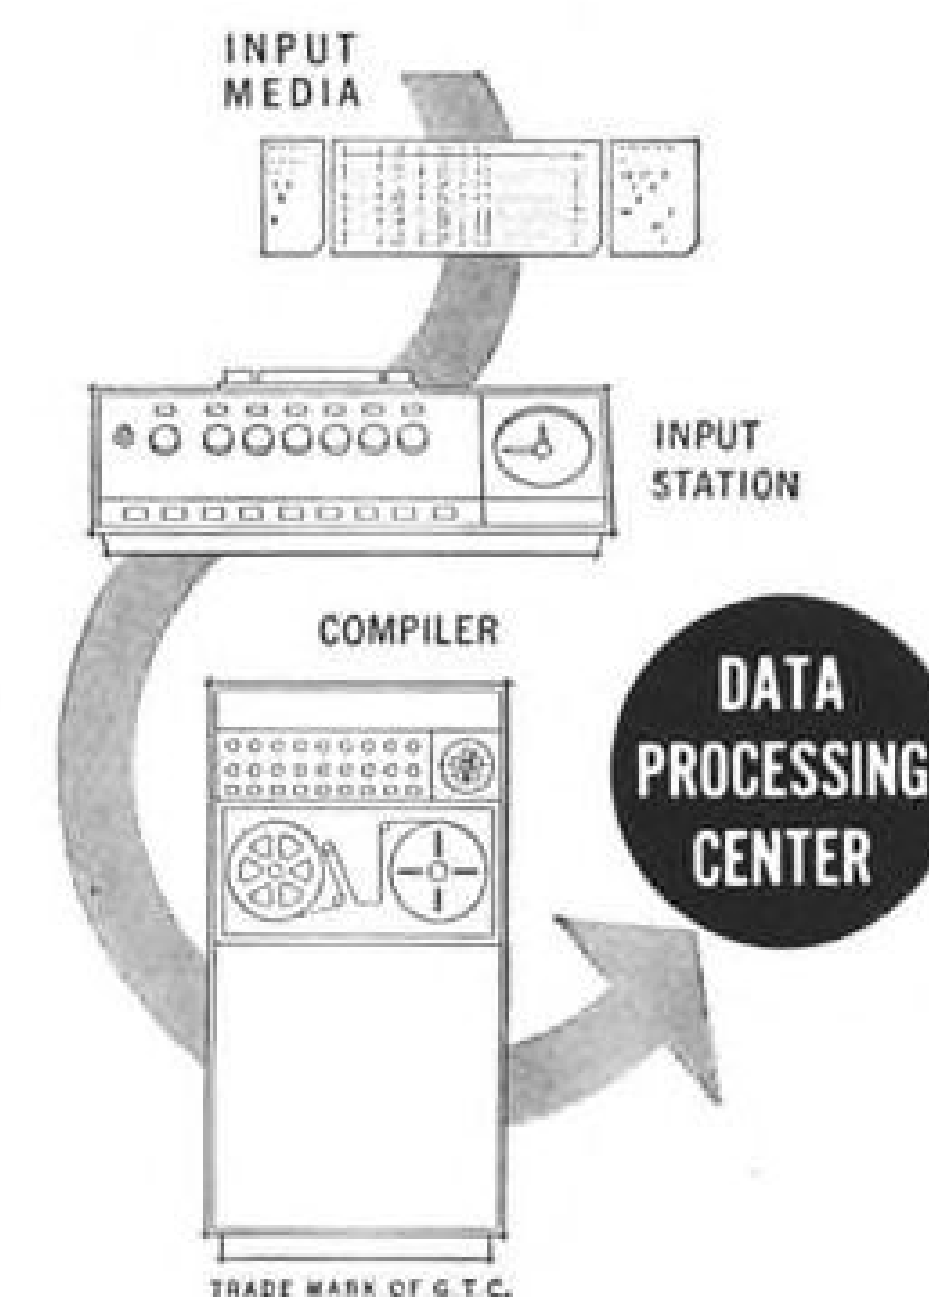 INPUT
MEDIA
INPUT
STATION
COMPILER
DATA
PROCESSING
CENTER
TRADE MARK OF G.T.C.